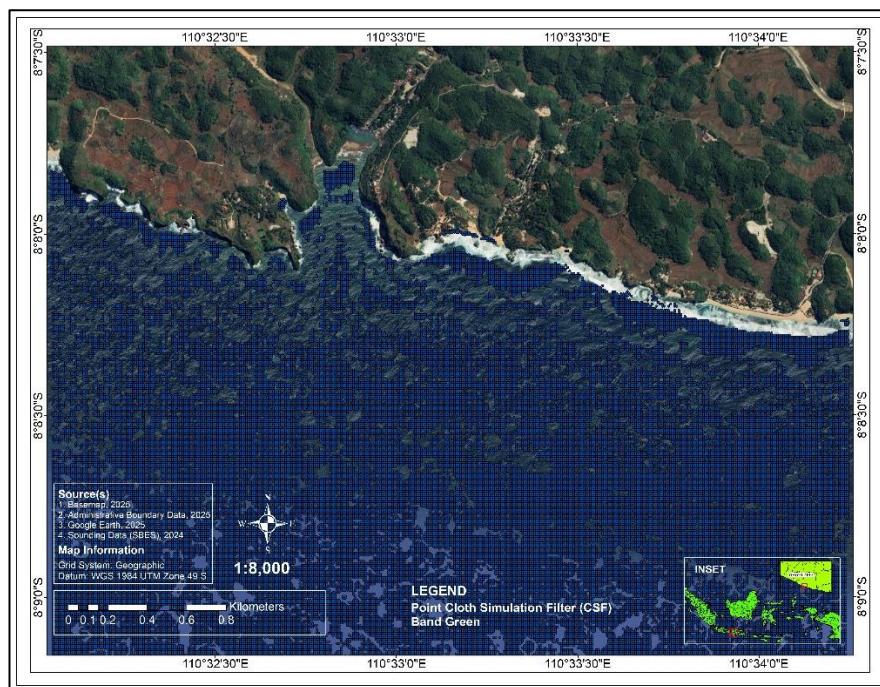 110°32'30"E 110°33'0"E 110°33'30"E 110°34'0"E
8°7'30"S 8°7'30"S
8°8'0"S 8°8'0"S
8°8'30"S 8°8'30"S
8°9'0"S 8°9'0"S
Source(s)
1. Basemap, 2025
2. Administrative Boundary Data, 2025
3. Google Earth, 2025
4. Sounding Data (SBES), 2024
Map Information
Grid System: Geographic
Datum: WGS 1984 UTM Zone 49 S
N
W E
S
1:8,000
Kilometers
0 0.1 0.2 0.4 0.6 0.8
LEGEND
Point Cloth Simulation Filter (CSF)
Band Green
INSET
110°32'30"E 110°33'0"E 110°33'30"E 110°34'0"E